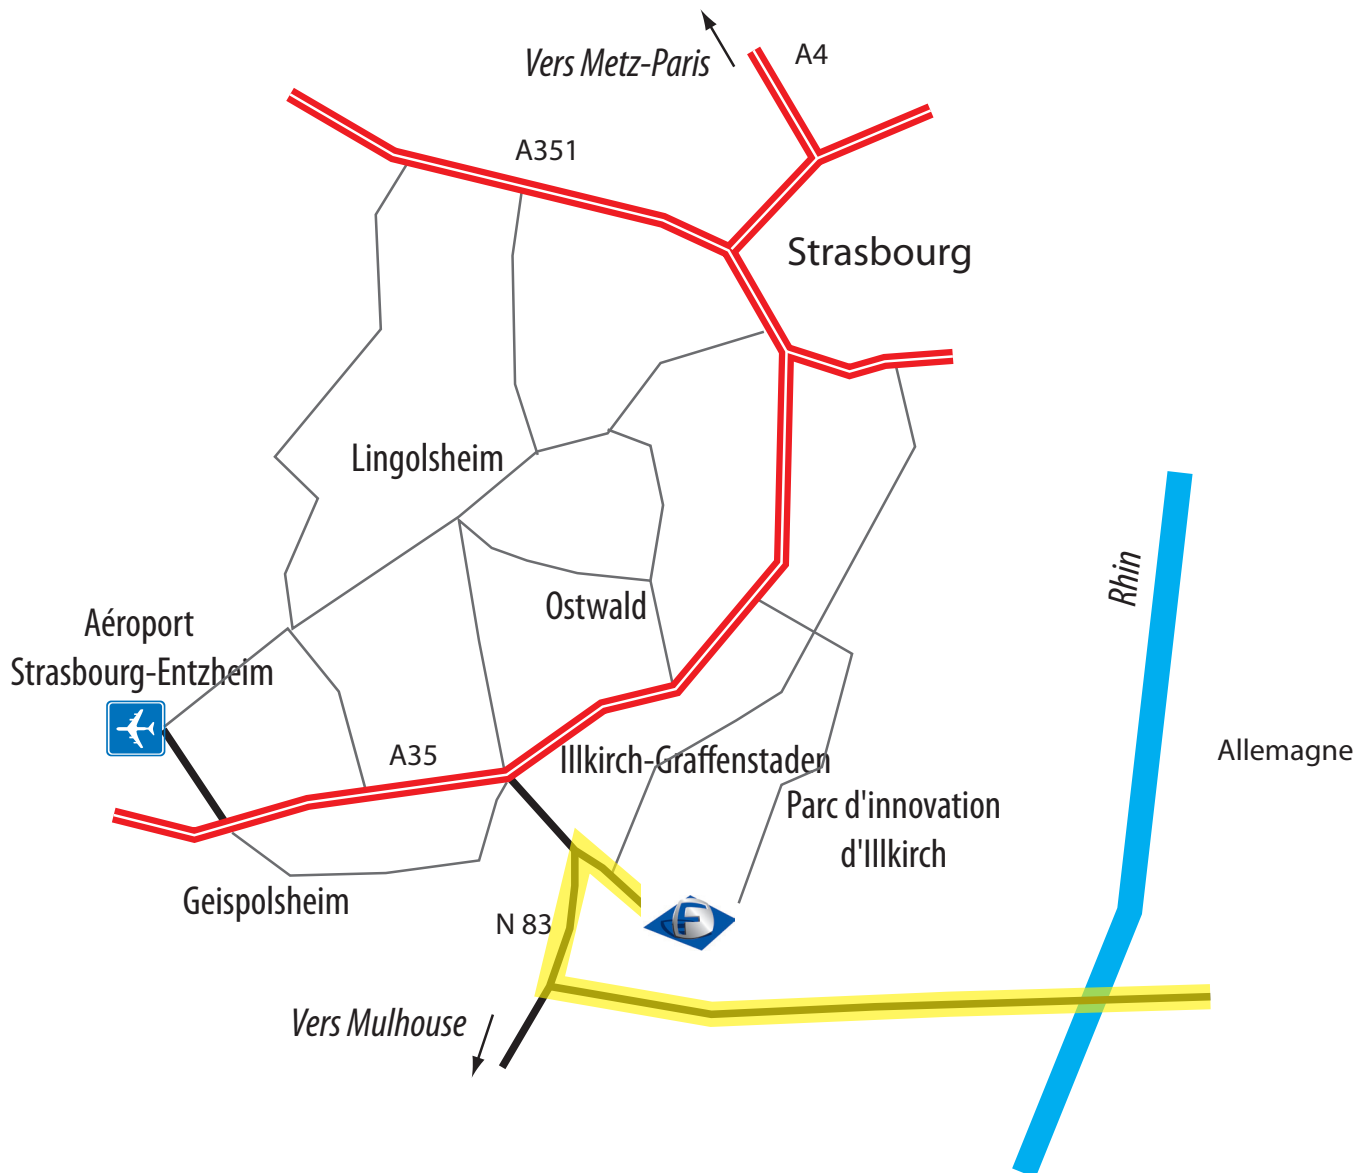 Vers Metz-Paris
A4
A351
Strasbourg
Lingolsheim
Rhin
Ostwald
Aéroport
Strasbourg-Entzheim
A35
Illkirch-Graffenstaden
Allemagne
Parc d'innovation
d'Illkirch
Geispolsheim
N 83
F
Vers Mulhouse